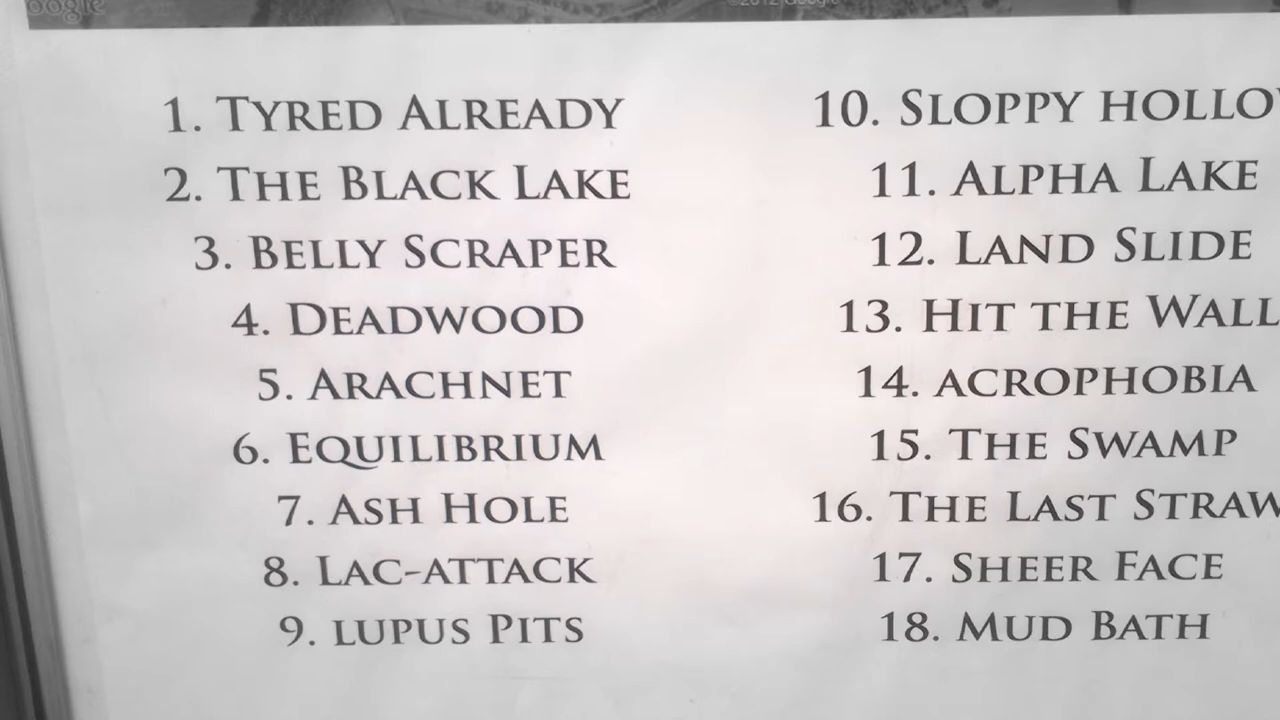 ©2012 Google
1. TYRED ALREADY
2. THE BLACK LAKE
3. BELLY SCRAPER
4. DEADWOOD
5. ARACHNET
6. EQUILIBRIUM
7. ASH HOLE
8. LAC-ATTACK
9. LUPUS PITS
10. SLOPPY
11. ALPHA LAKE
12. LAND SLIDE
13. HIT THE WALL
14. ACROPHOBIA
15. THE SWAMP
16. THE LAST STRAW
17. SHEER FACE
18. MUD BATH